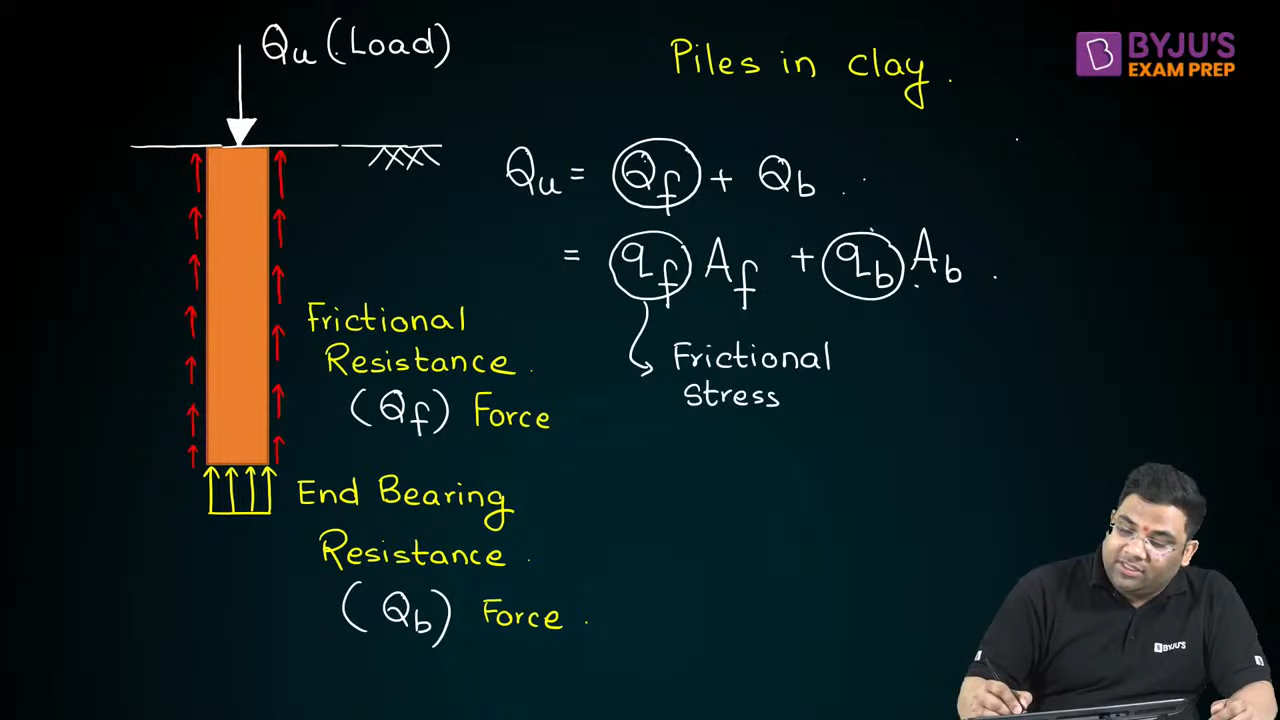 Qu (Load)
Piles in clay.
BYJU'S
EXAM PREP
Qu = Qf + Qb
= qf Af + qb Ab
Frictional
Stress
Frictional
Resistance
(Qf) Force
End Bearing
Resistance
(Qb) Force
BYJU'S